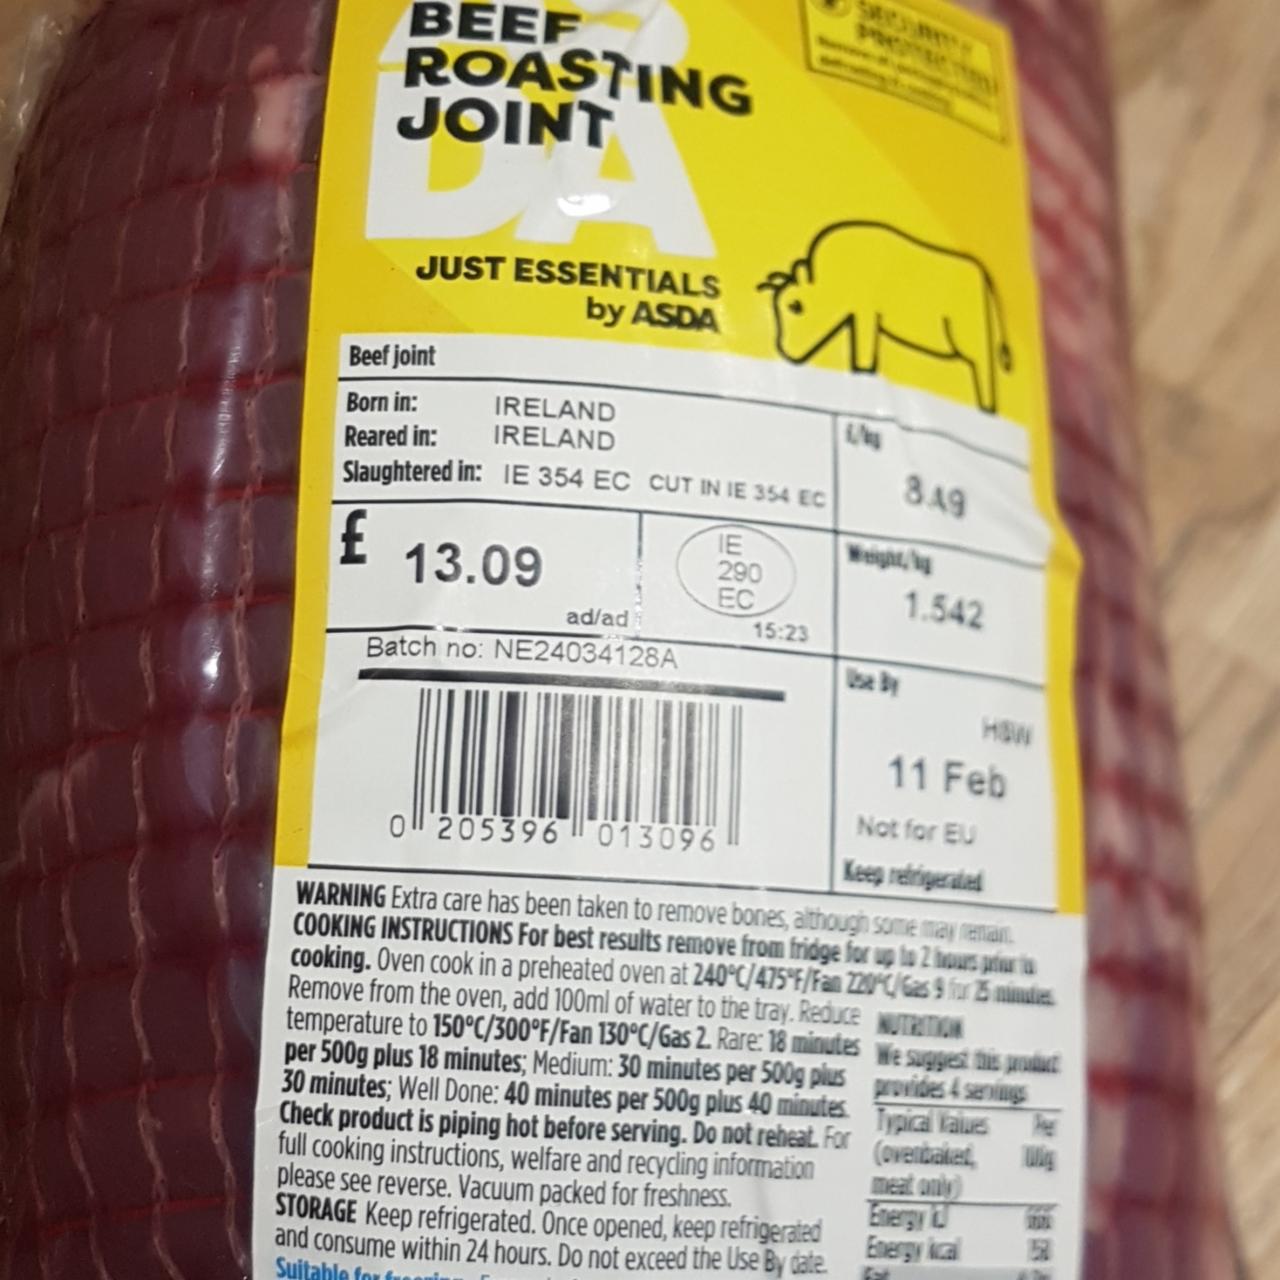 BEEF
ROASTING
JOINT
ASDA
SECURITY
PROTECTED
JUST ESSENTIALS
by ASDA
Beef joint
Born in: IRELAND
Reared in: IRELAND
Slaughtered in: IE 354 EC CUT IN IE 354 EC
£/kg
8.49
£ 13.09
ad/ad
IE
290
EC
15:23
Weight/kg
1.542
Batch no: NE24034128A
0 205396 013096
Use By
H8W
11 Feb
Not for EU
Keep refrigerated
WARNING Extra care has been taken to remove bones, although some may remain.
COOKING INSTRUCTIONS For best results remove from fridge for up to 2 hours prior to
cooking. Oven cook in a preheated oven at 240°C/475°F/Fan 220°C/Gas 9 for 25 minutes.
Remove from the oven, add 100ml of water to the tray. Reduce
temperature to 150°C/300°F/Fan 130°C/Gas 2. Rare: 18 minutes
per 500g plus 18 minutes; Medium: 30 minutes per 500g plus
30 minutes; Well Done: 40 minutes per 500g plus 40 minutes.
Check product is piping hot before serving. Do not reheat. For
full cooking instructions, welfare and recycling information
please see reverse. Vacuum packed for freshness.
STORAGE Keep refrigerated. Once opened, keep refrigerated
and consume within 24 hours. Do not exceed the Use By date.
Suitable for freezing
NUTRITION
We suggest this product
provides 4 servings
Typical Values Per
(ovenbaked, 100g
meat only)
Energy kJ
Energy kcal
Fat